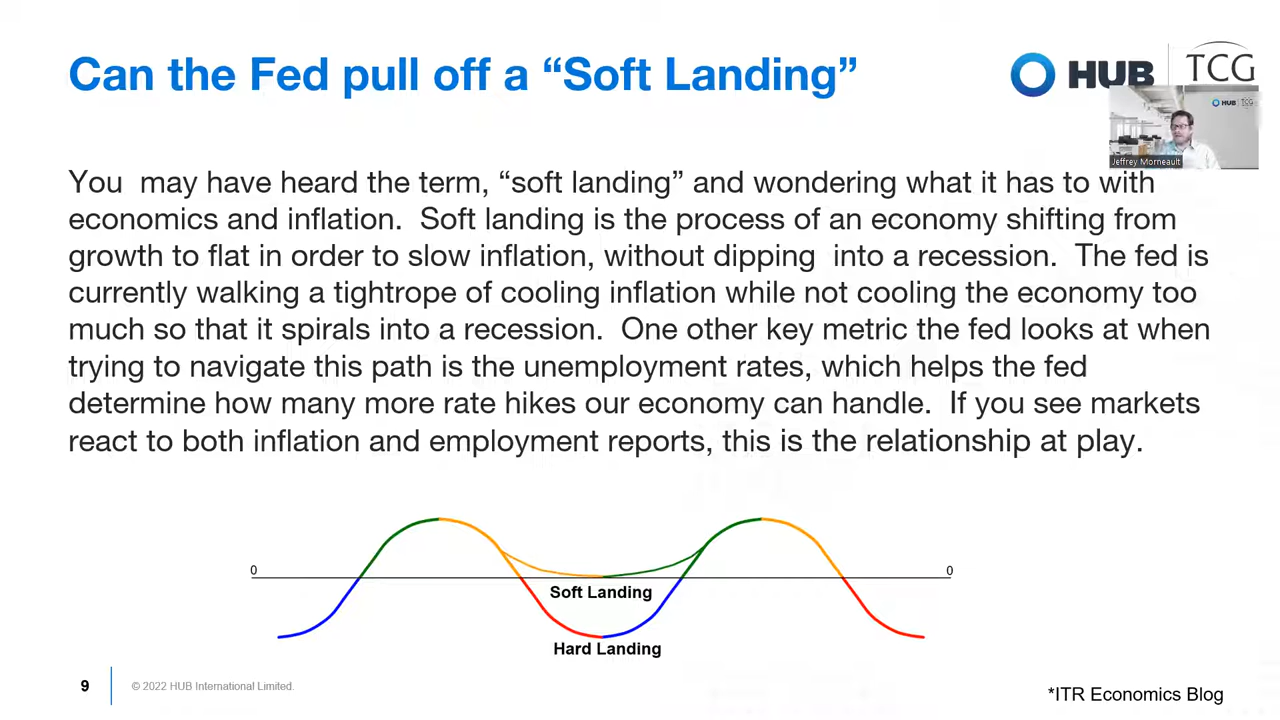 Can the Fed pull off a “Soft Landing”
HUB
TCG
HUB TCG
Jeffrey Morneault
You  may have heard the term, “soft landing” and wondering what it has to with
economics and inflation.  Soft landing is the process of an economy shifting from
growth to flat in order to slow inflation, without dipping  into a recession.  The fed is
currently walking a tightrope of cooling inflation while not cooling the economy too
much so that it spirals into a recession.  One other key metric the fed looks at when
trying to navigate this path is the unemployment rates, which helps the fed
determine how many more rate hikes our economy can handle.  If you see markets
react to both inflation and employment reports, this is the relationship at play.
0
0
Soft Landing
Hard Landing
9
© 2022 HUB International Limited.
*ITR Economics Blog